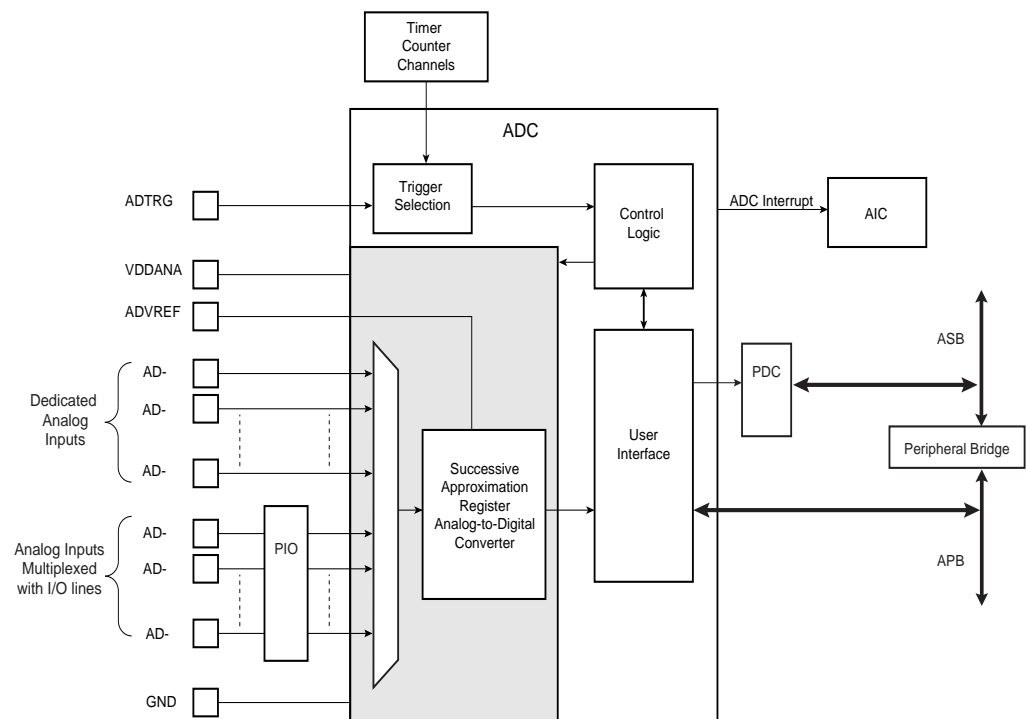 Timer
Counter
Channels
ADC
ADTRG
Trigger
Selection
Control
Logic
ADC Interrupt
AIC
VDDANA
ADVREF
ASB
Dedicated
Analog
Inputs
AD-
AD-
AD-
PDC
User
Interface
Peripheral Bridge
Successive
Approximation
Register
Analog-to-Digital
Converter
Analog Inputs
Multiplexed
with I/O lines
AD-
AD-
AD-
PIO
APB
GND